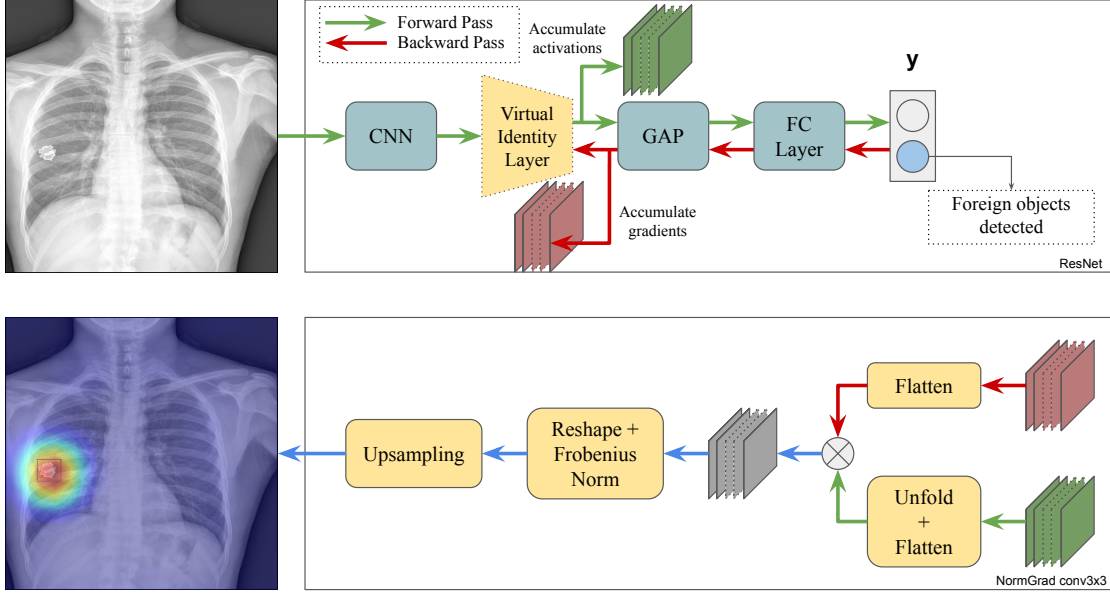 Forward Pass
Backward Pass
Accumulate
activations
y
CNN
Virtual
Identity
Layer
GAP
FC
Layer
Accumulate
gradients
Foreign objects
detected
ResNet
Flatten
Upsampling
Reshape +
Frobenius
Norm
Unfold
+
Flatten
NormGrad conv3x3